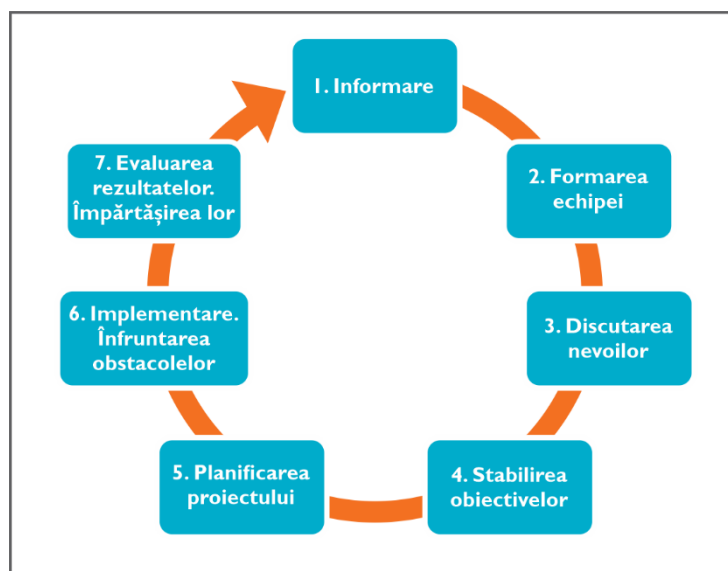 1. Informare
2. Formarea
echipei
3. Discutarea
nevoilor
4. Stabilirea
obiectivelor
5. Planificarea
proiectului
6. Implementare.
Înfruntarea
obstacolelor
7. Evaluarea
rezultatelor.
Împărtășirea lor